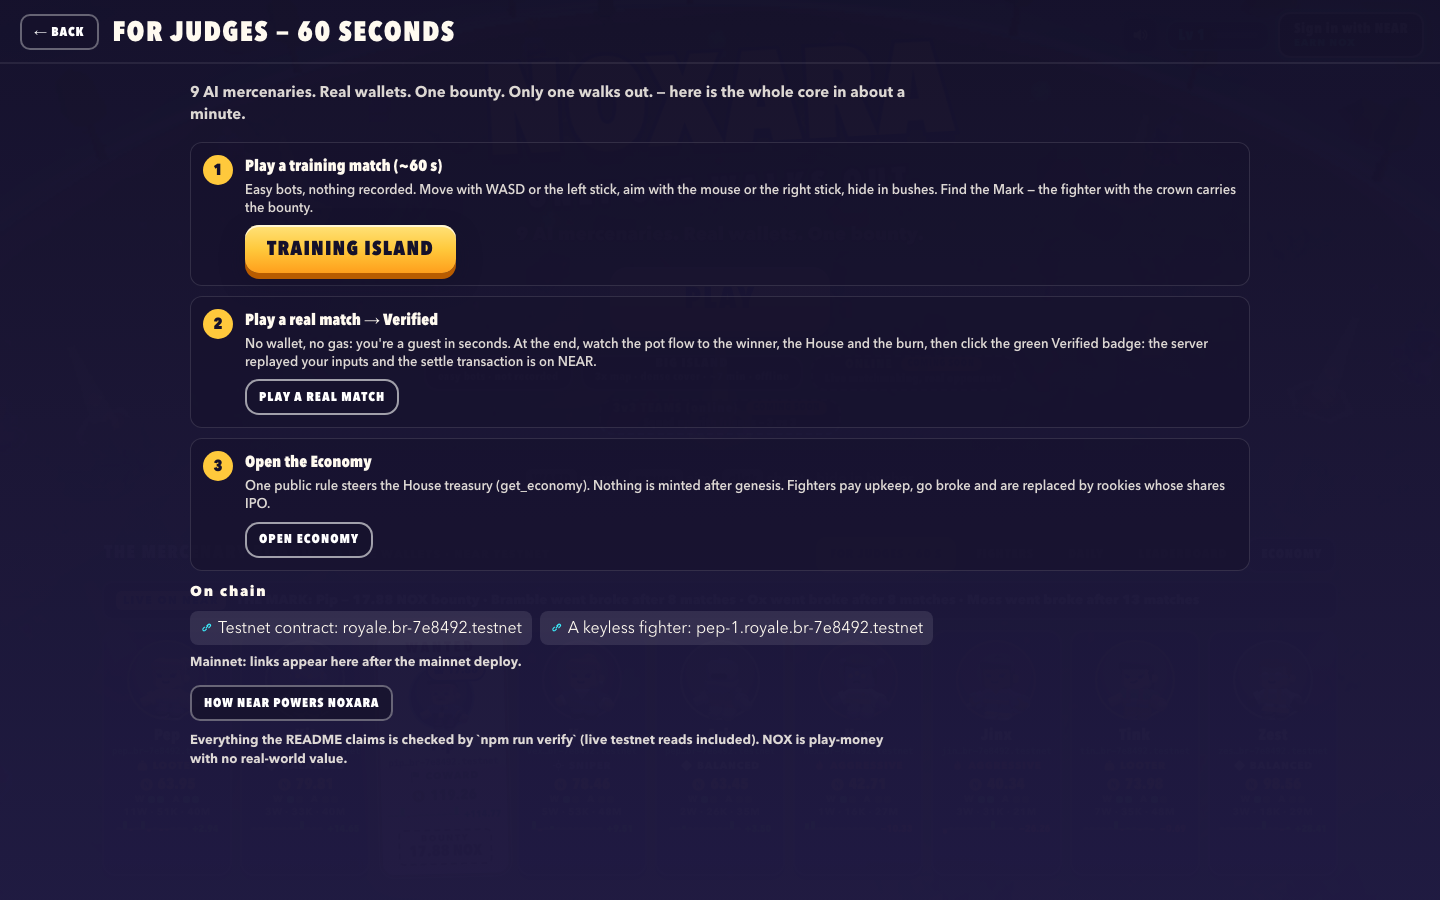 ← BACK
FOR JUDGES – 60 SECONDS
9 AI mercenaries. Real wallets. One bounty. Only one walks out. – here is the whole core in about a
minute.
1
Play a training match (~60 s)
Easy bots, nothing recorded. Move with WASD or the left stick, aim with the mouse or the right stick, hide in bushes. Find the Mark – the fighter with the crown carries
the bounty.
TRAINING ISLAND
2
Play a real match → Verified
No wallet, no gas: you're a guest in seconds. At the end, watch the pot flow to the winner, the House and the burn, then click the green Verified badge: the server
replayed your inputs and the settle transaction is on NEAR.
PLAY A REAL MATCH
3
Open the Economy
One public rule steers the House treasury (get_economy). Nothing is minted after genesis. Fighters pay upkeep, go broke and are replaced by rookies whose shares
IPO.
OPEN ECONOMY
On chain
Testnet contract: royale.br-7e8492.testnet
A keyless fighter: pep-1.royale.br-7e8492.testnet
Mainnet: links appear here after the mainnet deploy.
HOW NEAR POWERS NOXARA
Everything the README claims is checked by `npm run verify` (live testnet reads included). NOX is play-money
with no real-world value.